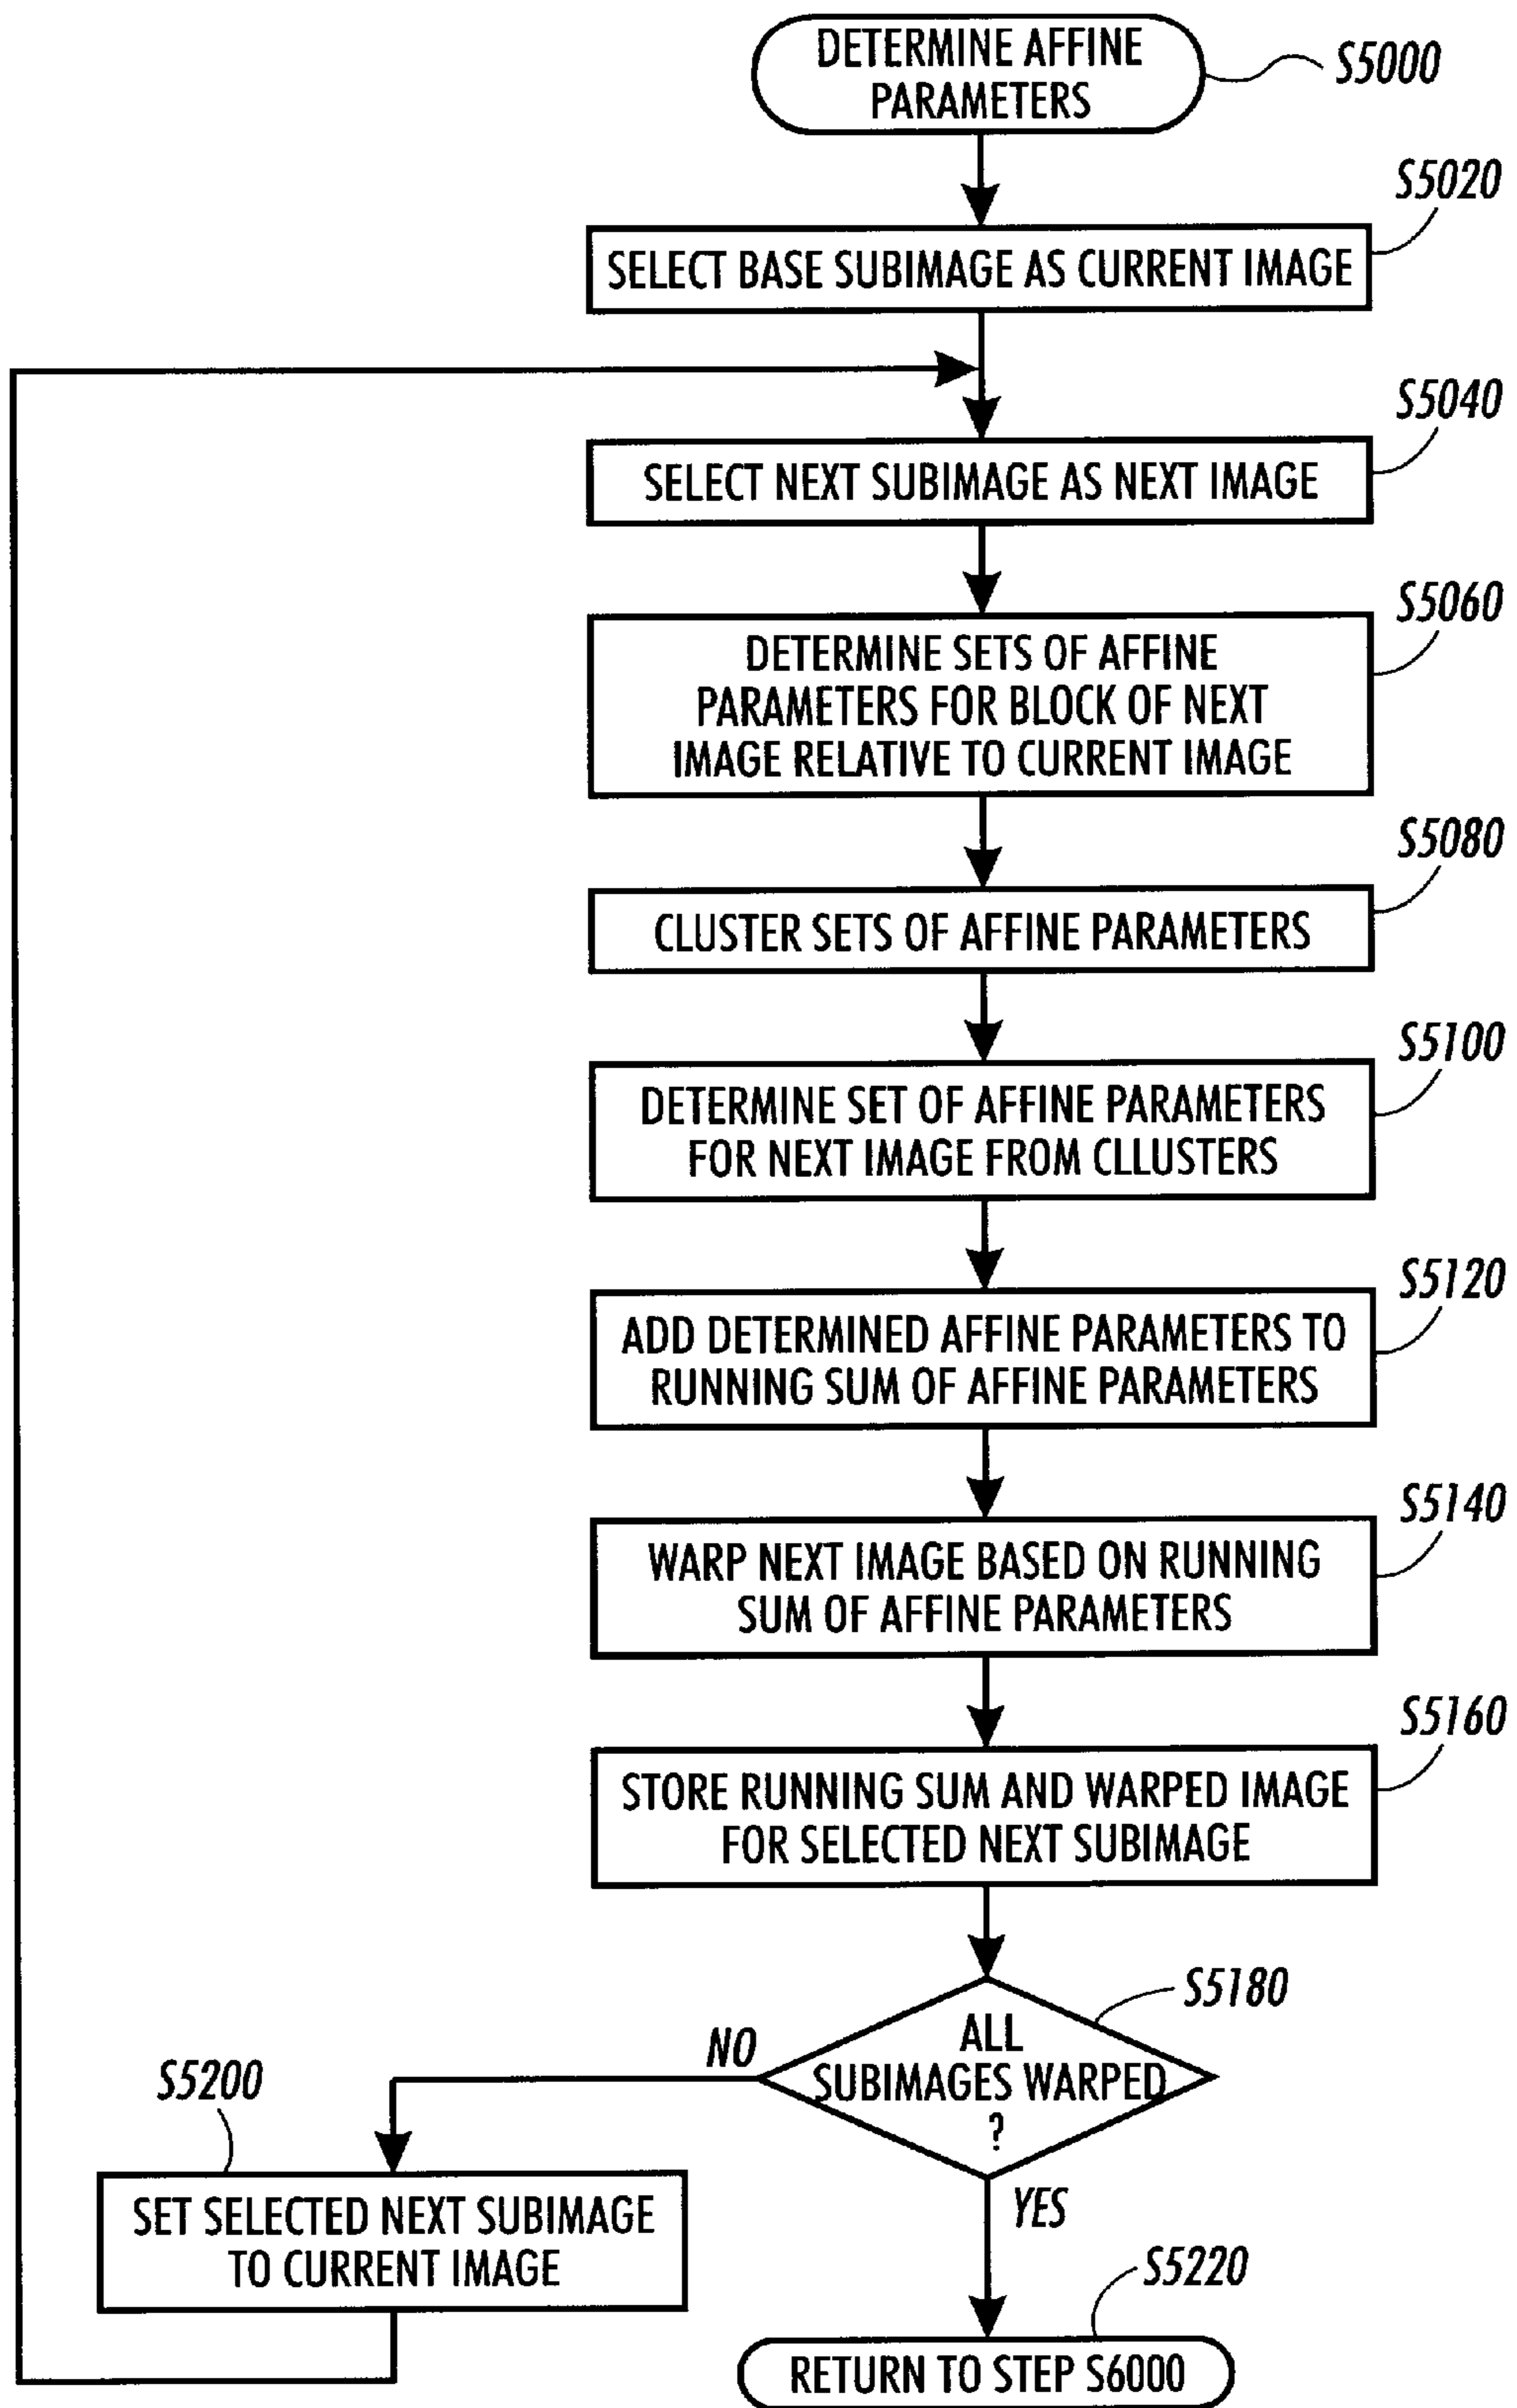 DETERMINE AFFINE
PARAMETERS
S5000
S5020
SELECT BASE SUBIMAGE AS CURRENT IMAGE
S5040
SELECT NEXT SUBIMAGE AS NEXT IMAGE
S5060
DETERMINE SETS OF AFFINE
PARAMETERS FOR BLOCK OF NEXT
IMAGE RELATIVE TO CURRENT IMAGE
S5080
CLUSTER SETS OF AFFINE PARAMETERS
S5100
DETERMINE SET OF AFFINE PARAMETERS
FOR NEXT IMAGE FROM CLLUSTERS
S5120
ADD DETERMINED AFFINE PARAMETERS TO
RUNNING SUM OF AFFINE PARAMETERS
S5140
WARP NEXT IMAGE BASED ON RUNNING
SUM OF AFFINE PARAMETERS
S5160
STORE RUNNING SUM AND WARPED IMAGE
FOR SELECTED NEXT SUBIMAGE
S5180
ALL
SUBIMAGES WARPED
?
NO
S5200
SET SELECTED NEXT SUBIMAGE
TO CURRENT IMAGE
YES
S5220
RETURN TO STEP S6000